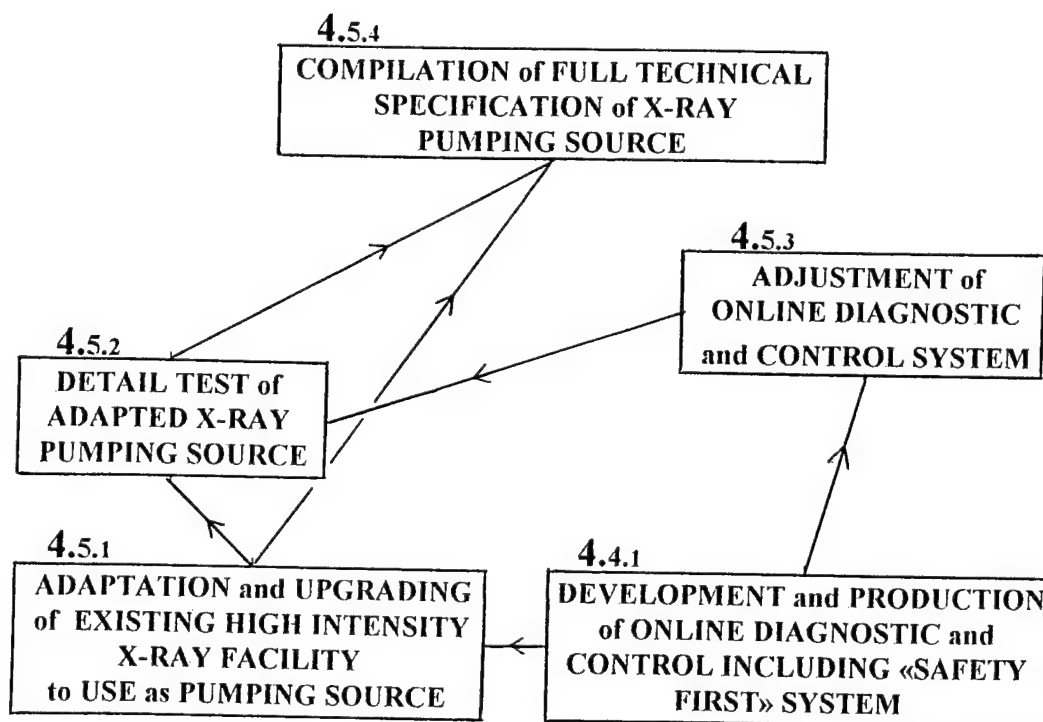 4.5.4
COMPILATION of FULL TECHNICAL
SPECIFICATION of X-RAY
PUMPING SOURCE
4.5.3
ADJUSTMENT of
ONLINE DIAGNOSTIC
and CONTROL SYSTEM
4.5.2
DETAIL TEST of
ADAPTED X-RAY
PUMPING SOURCE
4.5.1
ADAPTATION and UPGRADING
of EXISTING HIGH INTENSITY
X-RAY FACILITY
to USE as PUMPING SOURCE
4.4.1
DEVELOPMENT and PRODUCTION
of ONLINE DIAGNOSTIC and
CONTROL INCLUDING «SAFETY
FIRST» SYSTEM